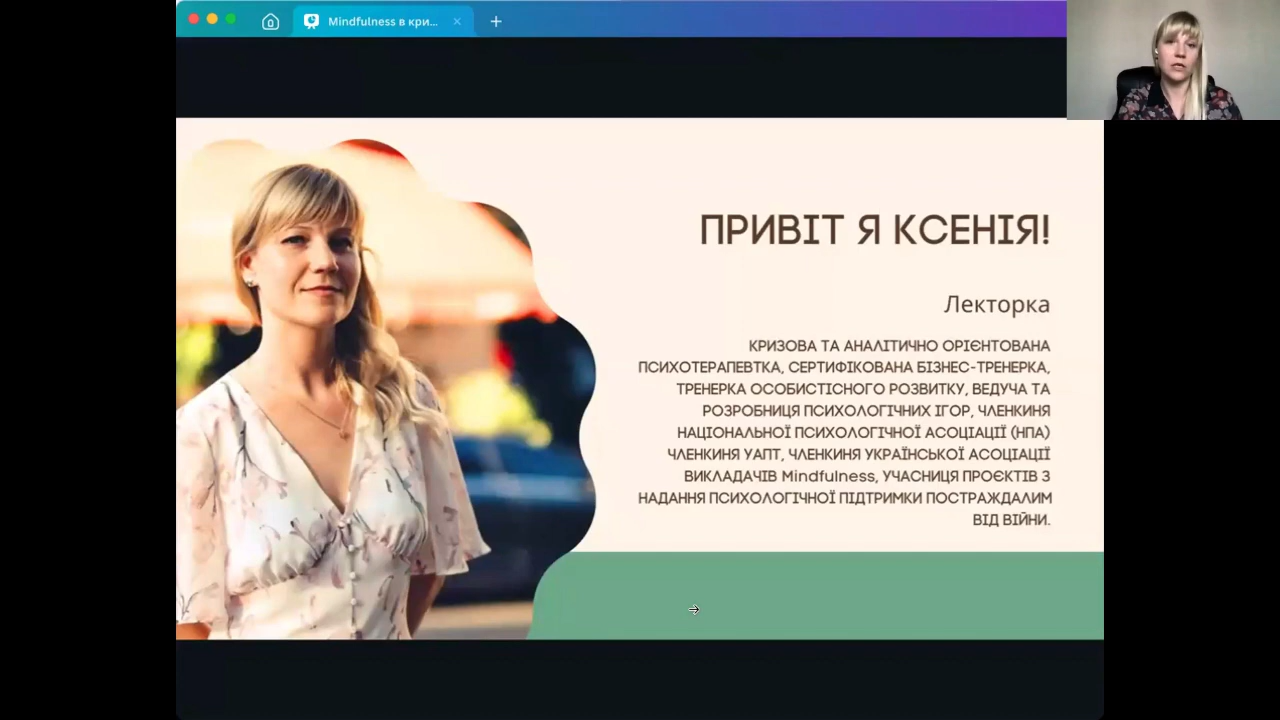 Mindfulness в кри...
ПРИВІТ Я КСЕНІЯ!
Лекторка
КРИЗОВА ТА АНАЛІТИЧНО ОРІЄНТОВАНА
ПСИХОТЕРАПЕВТКА, СЕРТИФІКОВАНА БІЗНЕС-ТРЕНЕРКА,
ТРЕНЕРКА ОСОБИСТІСНОГО РОЗВИТКУ, ВЕДУЧА ТА
РОЗРОБНИЦЯ ПСИХОЛОГІЧНИХ ІГОР, ЧЛЕНКИНЯ
НАЦІОНАЛЬНОЇ ПСИХОЛОГІЧНОЇ АСОЦІАЦІЇ (НПА)
ЧЛЕНКИНЯ УАПТ, ЧЛЕНКИНЯ УКРАЇНСЬКОЇ АСОЦІАЦІЇ
ВИКЛАДАЧІВ Mindfulness, УЧАСНИЦЯ ПРОЄКТІВ З
НАДАННЯ ПСИХОЛОГІЧНОЇ ПІДТРИМКИ ПОСТРАЖДАЛИМ
ВІД ВІЙНИ.